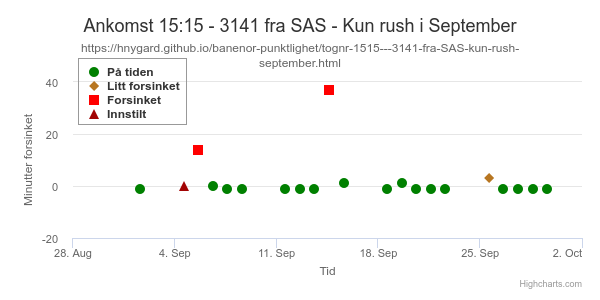 Ankomst 15:15 - 3141 fra SAS - Kun rush i September
https://hnygard.github.io/banenor-punktlighet/tognr-1515---3141-fra-SAS-kun-rush-
september.html
På tiden
Litt forsinket
Forsinket
Innstilt
Minutter forsinket
40
20
0
-20
28. Aug
4. Sep
11. Sep
18. Sep
25. Sep
2. Oct
Tid
Highcharts.com